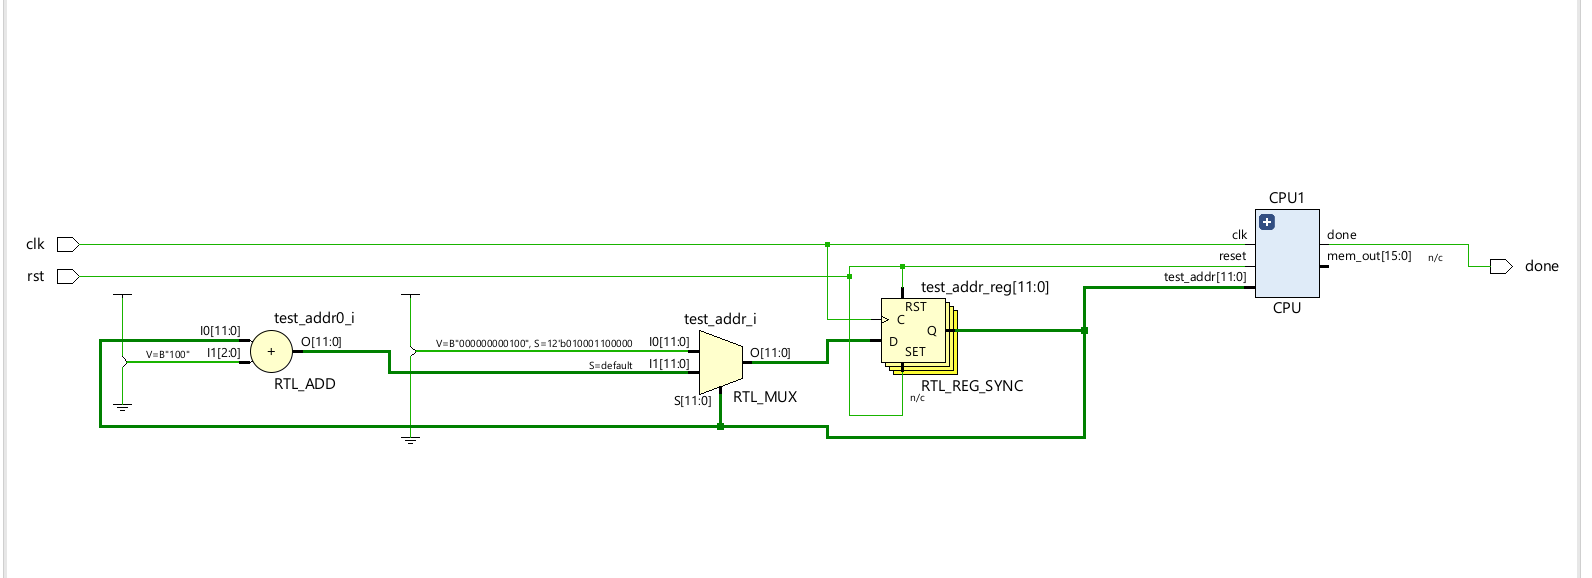 CPU1
clk
clk
done
reset
mem_out[15:0]
n/c
done
rst
test_addr[11:0]
test_addr_reg[11:0]
CPU
RST
test_addr0_i
test_addr_i
C
I0[11:0]
Q
V=B"100"
I1[2:0]
O[11:0]
V=B"000000000100", S=12'b010001100000
I0[11:0]
D
+
O[11:0]
SET
S=default
I1[11:0]
RTL_ADD
RTL_REG_SYNC
S[11:0]
RTL_MUX
n/c